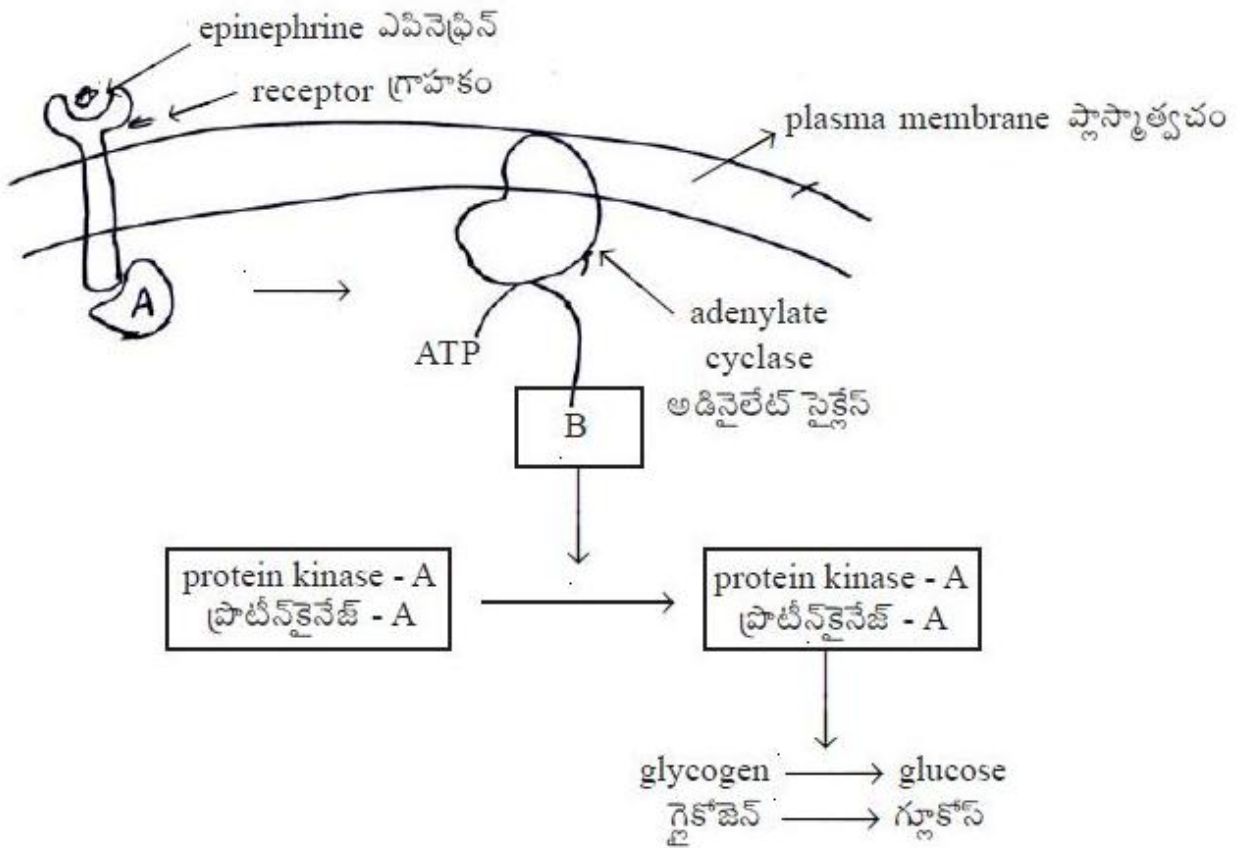 epinephrine ఎపినెఫ్రిన్
receptor గ్రాహకం
plasma membrane ప్లాస్మాత్వచం
A
adenylate
cyclase
అడినైలేట్ సైక్లేస్
ATP
B
protein kinase - A
ప్రొటీన్‌కైనేజ్ - A
protein kinase - A
ప్రొటీన్‌కైనేజ్ - A
glycogen glucose
గ్లైకోజెన్ గ్లూకోస్